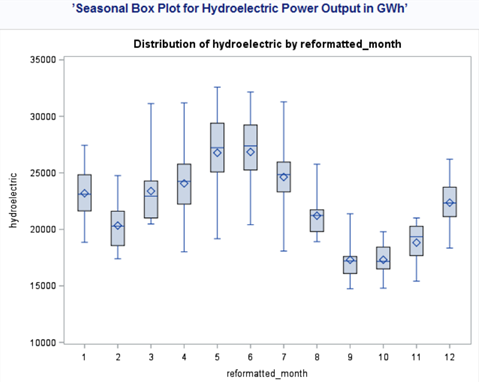 ’Seasonal Box Plot for Hydroelectric Power Output in GWh’
Distribution of hydroelectric by reformatted_month
35000
30000
25000
20000
15000
10000
hydroelectric
1 2 3 4 5 6 7 8 9 10 11 12
reformatted_month